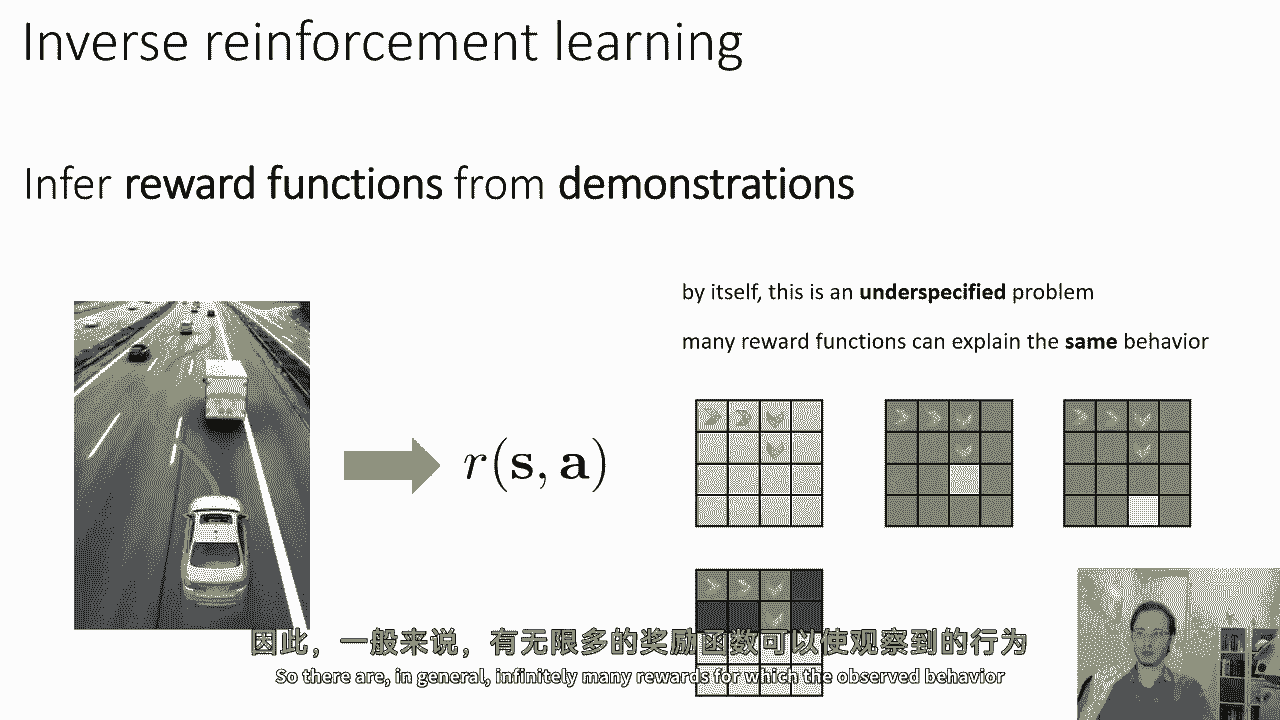 Inverse reinforcement learning
Infer reward functions from demonstrations
by itself, this is an underspecified problem
many reward functions can explain the same behavior
r(s, a)
因此，一般来说，有无限多的奖励函数可以使观察到的行为
So there are, in general, infinitely many rewards for which the observed behavior